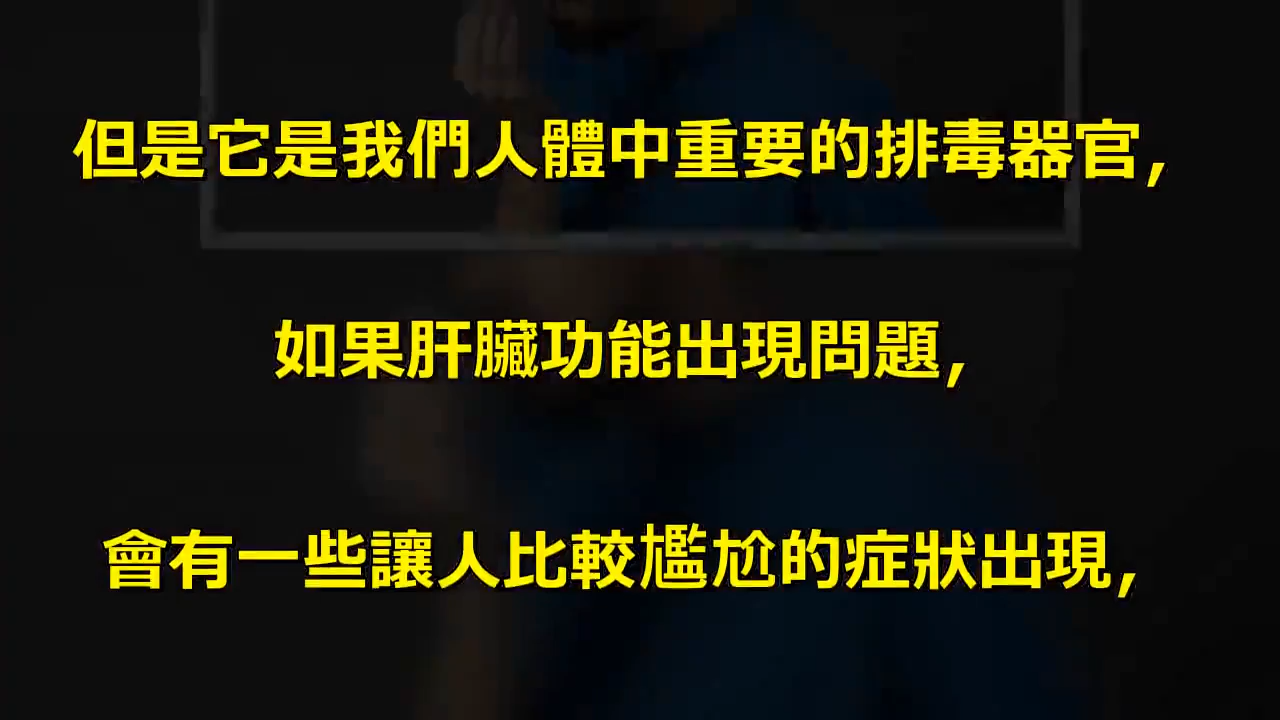 但是它是我們人體中重要的排毒器官，
如果肝臟功能出現問題，
會有一些讓人比較尷尬的症狀出現，